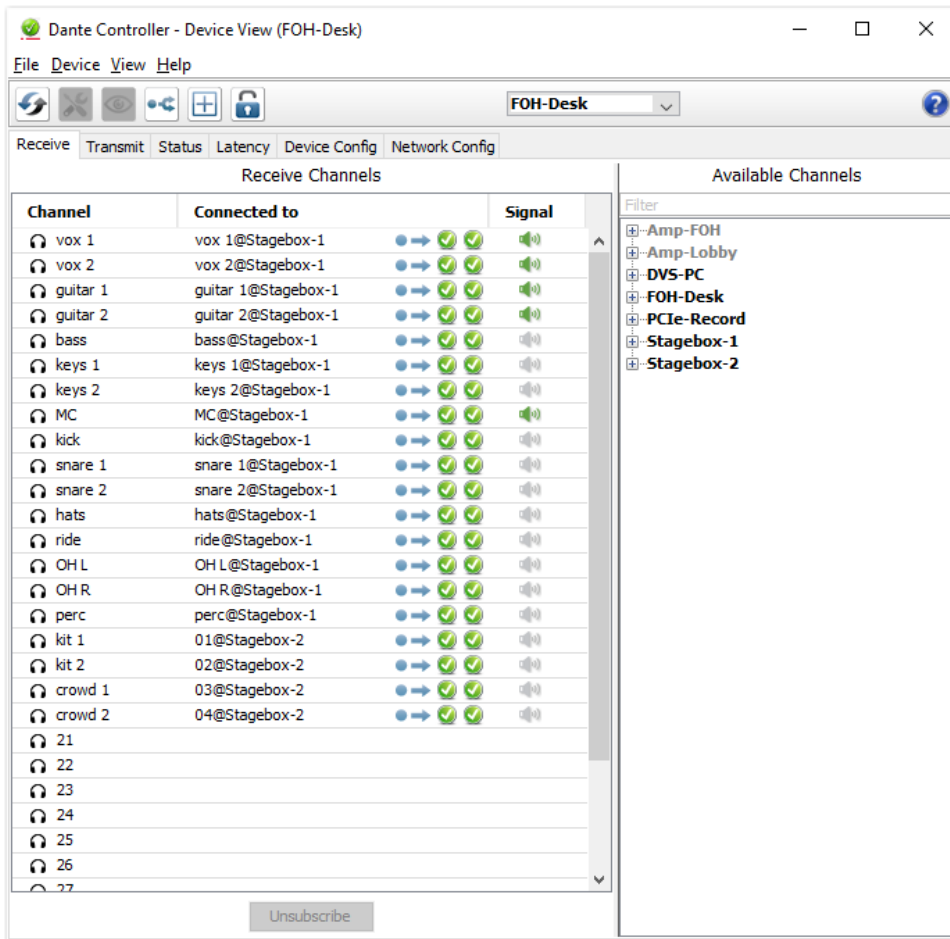 Dante Controller - Device View (FOH-Desk)
File Device View Help
FOH-Desk
Receive Transmit Status Latency Device Config Network Config
Receive Channels
Available Channels
Channel Connected to Signal
Filter
vox 1 vox 1@Stagebox-1
vox 2 vox 2@Stagebox-1
guitar 1 guitar 1@Stagebox-1
guitar 2 guitar 2@Stagebox-1
bass bass@Stagebox-1
keys 1 keys 1@Stagebox-1
keys 2 keys 2@Stagebox-1
MC MC@Stagebox-1
kick kick@Stagebox-1
snare 1 snare 1@Stagebox-1
snare 2 snare 2@Stagebox-1
hats hats@Stagebox-1
ride ride@Stagebox-1
OH L OH L@Stagebox-1
OH R OH R@Stagebox-1
perc perc@Stagebox-1
kit 1 01@Stagebox-2
kit 2 02@Stagebox-2
crowd 1 03@Stagebox-2
crowd 2 04@Stagebox-2
21
22
23
24
25
26
27
Amp-FOH
Amp-Lobby
DVS-PC
FOH-Desk
PCIe-Record
Stagebox-1
Stagebox-2
Unsubscribe